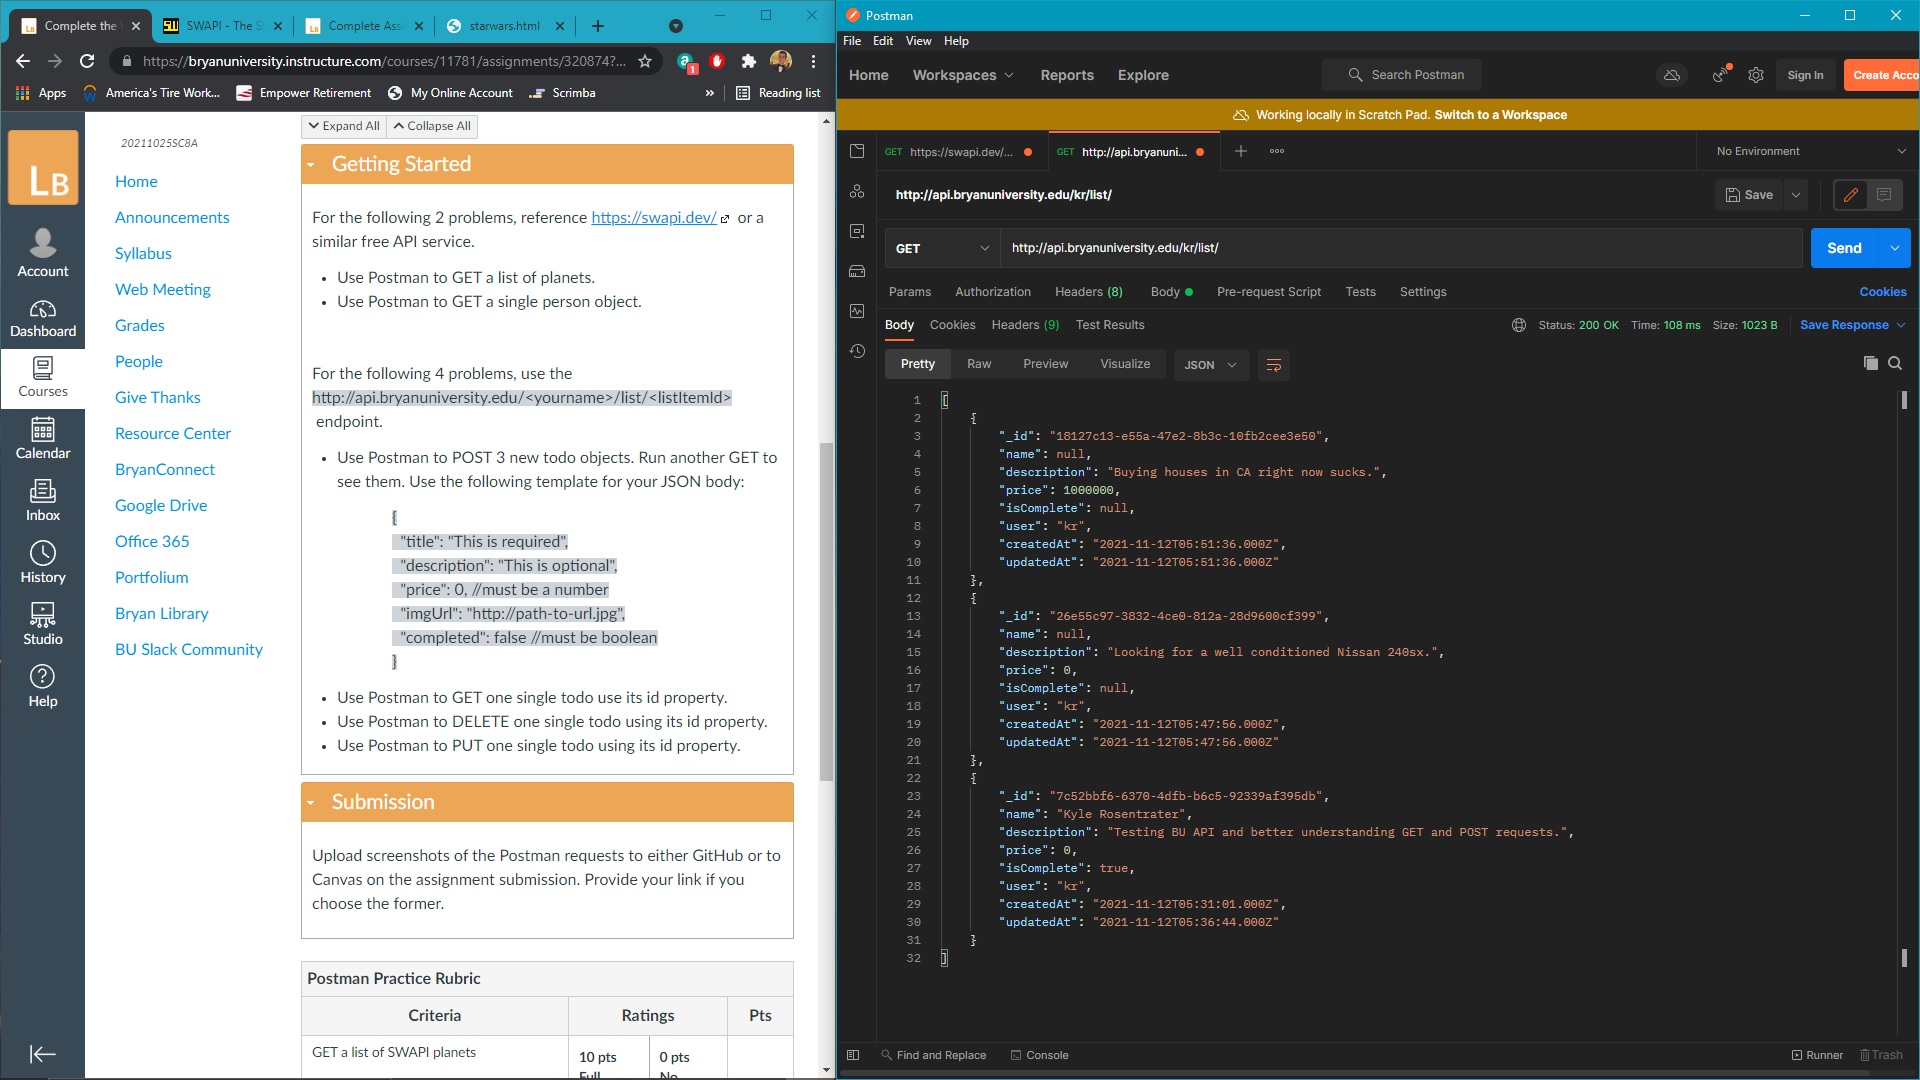 Complete the
SWAPI - The S
Complete Ass
starwars.html
https://bryanuniversity.instructure.com/courses/11781/assignments/320874?...
1
Apps
America's Tire Work...
Empower Retirement
My Online Account
Scrimba
»
Reading list
LB
Account
Dashboard
Courses
Calendar
Inbox
History
Studio
Help
20211025SC8A
Home
Announcements
Syllabus
Web Meeting
Grades
People
Give Thanks
Resource Center
BryanConnect
Google Drive
Office 365
Portfolium
Bryan Library
BU Slack Community
Expand All
Collapse All
Getting Started
For the following 2 problems, reference https://swapi.dev/ or a
similar free API service.
• Use Postman to GET a list of planets.
• Use Postman to GET a single person object.
For the following 4 problems, use the
http://api.bryanuniversity.edu/<yourname>/list/<listItemId>
endpoint.
• Use Postman to POST 3 new todo objects. Run another GET to
see them. Use the following template for your JSON body:
{
"title": "This is required",
"description": "This is optional",
"price": 0, //must be a number
"imgUrl": "http://path-to-url.jpg",
"completed": false //must be boolean
}
• Use Postman to GET one single todo use its id property.
• Use Postman to DELETE one single todo using its id property.
• Use Postman to PUT one single todo using its id property.
Submission
Upload screenshots of the Postman requests to either GitHub or to
Canvas on the assignment submission. Provide your link if you
choose the former.
Postman Practice Rubric
Criteria Ratings Pts
GET a list of SWAPI planets
10 pts
Full
0 pts
No
Postman
File Edit View Help
Home Workspaces Reports Explore
Search Postman
Sign In
Create Acco
Working locally in Scratch Pad. Switch to a Workspace
GET https://swapi.dev/...
GET http://api.bryanuni...
No Environment
http://api.bryanuniversity.edu/kr/list/
Save
GET
http://api.bryanuniversity.edu/kr/list/
Send
Params Authorization Headers (8) Body Pre-request Script Tests Settings
Cookies
Body Cookies Headers (9) Test Results
Status: 200 OK Time: 108 ms Size: 1023 B
Save Response
Pretty Raw Preview Visualize JSON
1 [
2 {
3 "_id": "18127c13-e55a-47e2-8b3c-10fb2cee3e50",
4 "name": null,
5 "description": "Buying houses in CA right now sucks.",
6 "price": 1000000,
7 "isComplete": null,
8 "user": "kr",
9 "createdAt": "2021-11-12T05:51:36.000Z",
10 "updatedAt": "2021-11-12T05:51:36.000Z"
11 },
12 {
13 "_id": "26e55c97-3832-4ce0-812a-28d9600cf399",
14 "name": null,
15 "description": "Looking for a well conditioned Nissan 240sx.",
16 "price": 0,
17 "isComplete": null,
18 "user": "kr",
19 "createdAt": "2021-11-12T05:47:56.000Z",
20 "updatedAt": "2021-11-12T05:47:56.000Z"
21 },
22 {
23 "_id": "7c52bbf6-6370-4dfb-b6c5-92339af395db",
24 "name": "Kyle Rosentrater",
25 "description": "Testing BU API and better understanding GET and POST requests.",
26 "price": 0,
27 "isComplete": true,
28 "user": "kr",
29 "createdAt": "2021-11-12T05:31:01.000Z",
30 "updatedAt": "2021-11-12T05:36:44.000Z"
31 }
32 ]
Find and Replace
Console
Runner
Trash